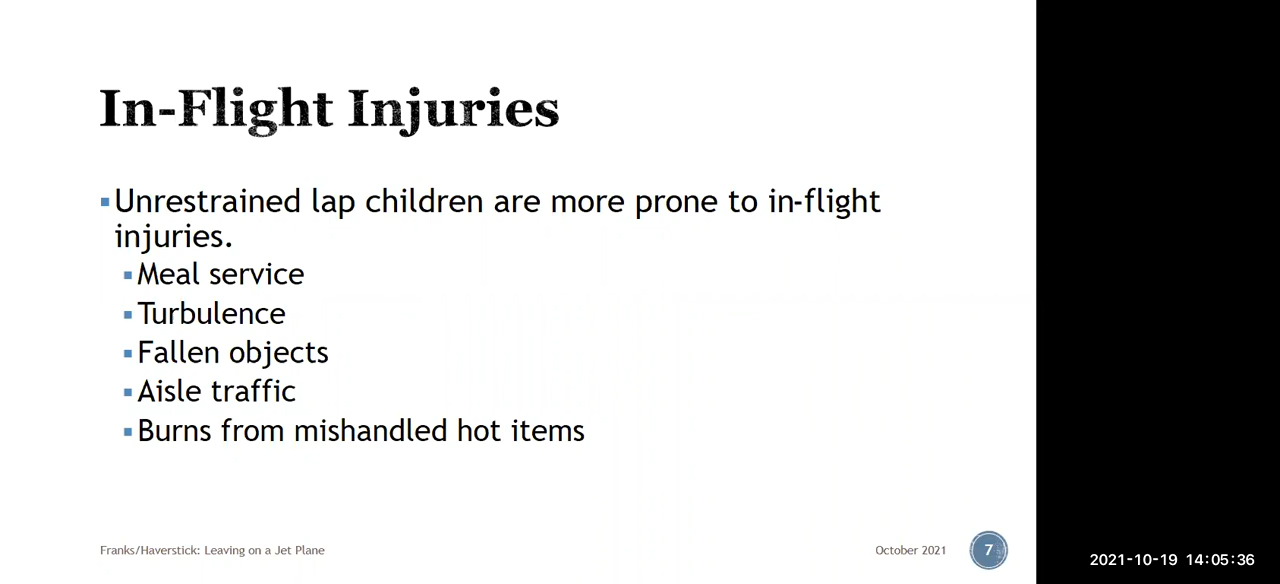 In-Flight Injuries
Unrestrained lap children are more prone to in-flight
injuries.
Meal service
Turbulence
Fallen objects
Aisle traffic
Burns from mishandled hot items
Franks/Haverstick: Leaving on a Jet Plane
October 2021
7
2021-10-19 14:05:36